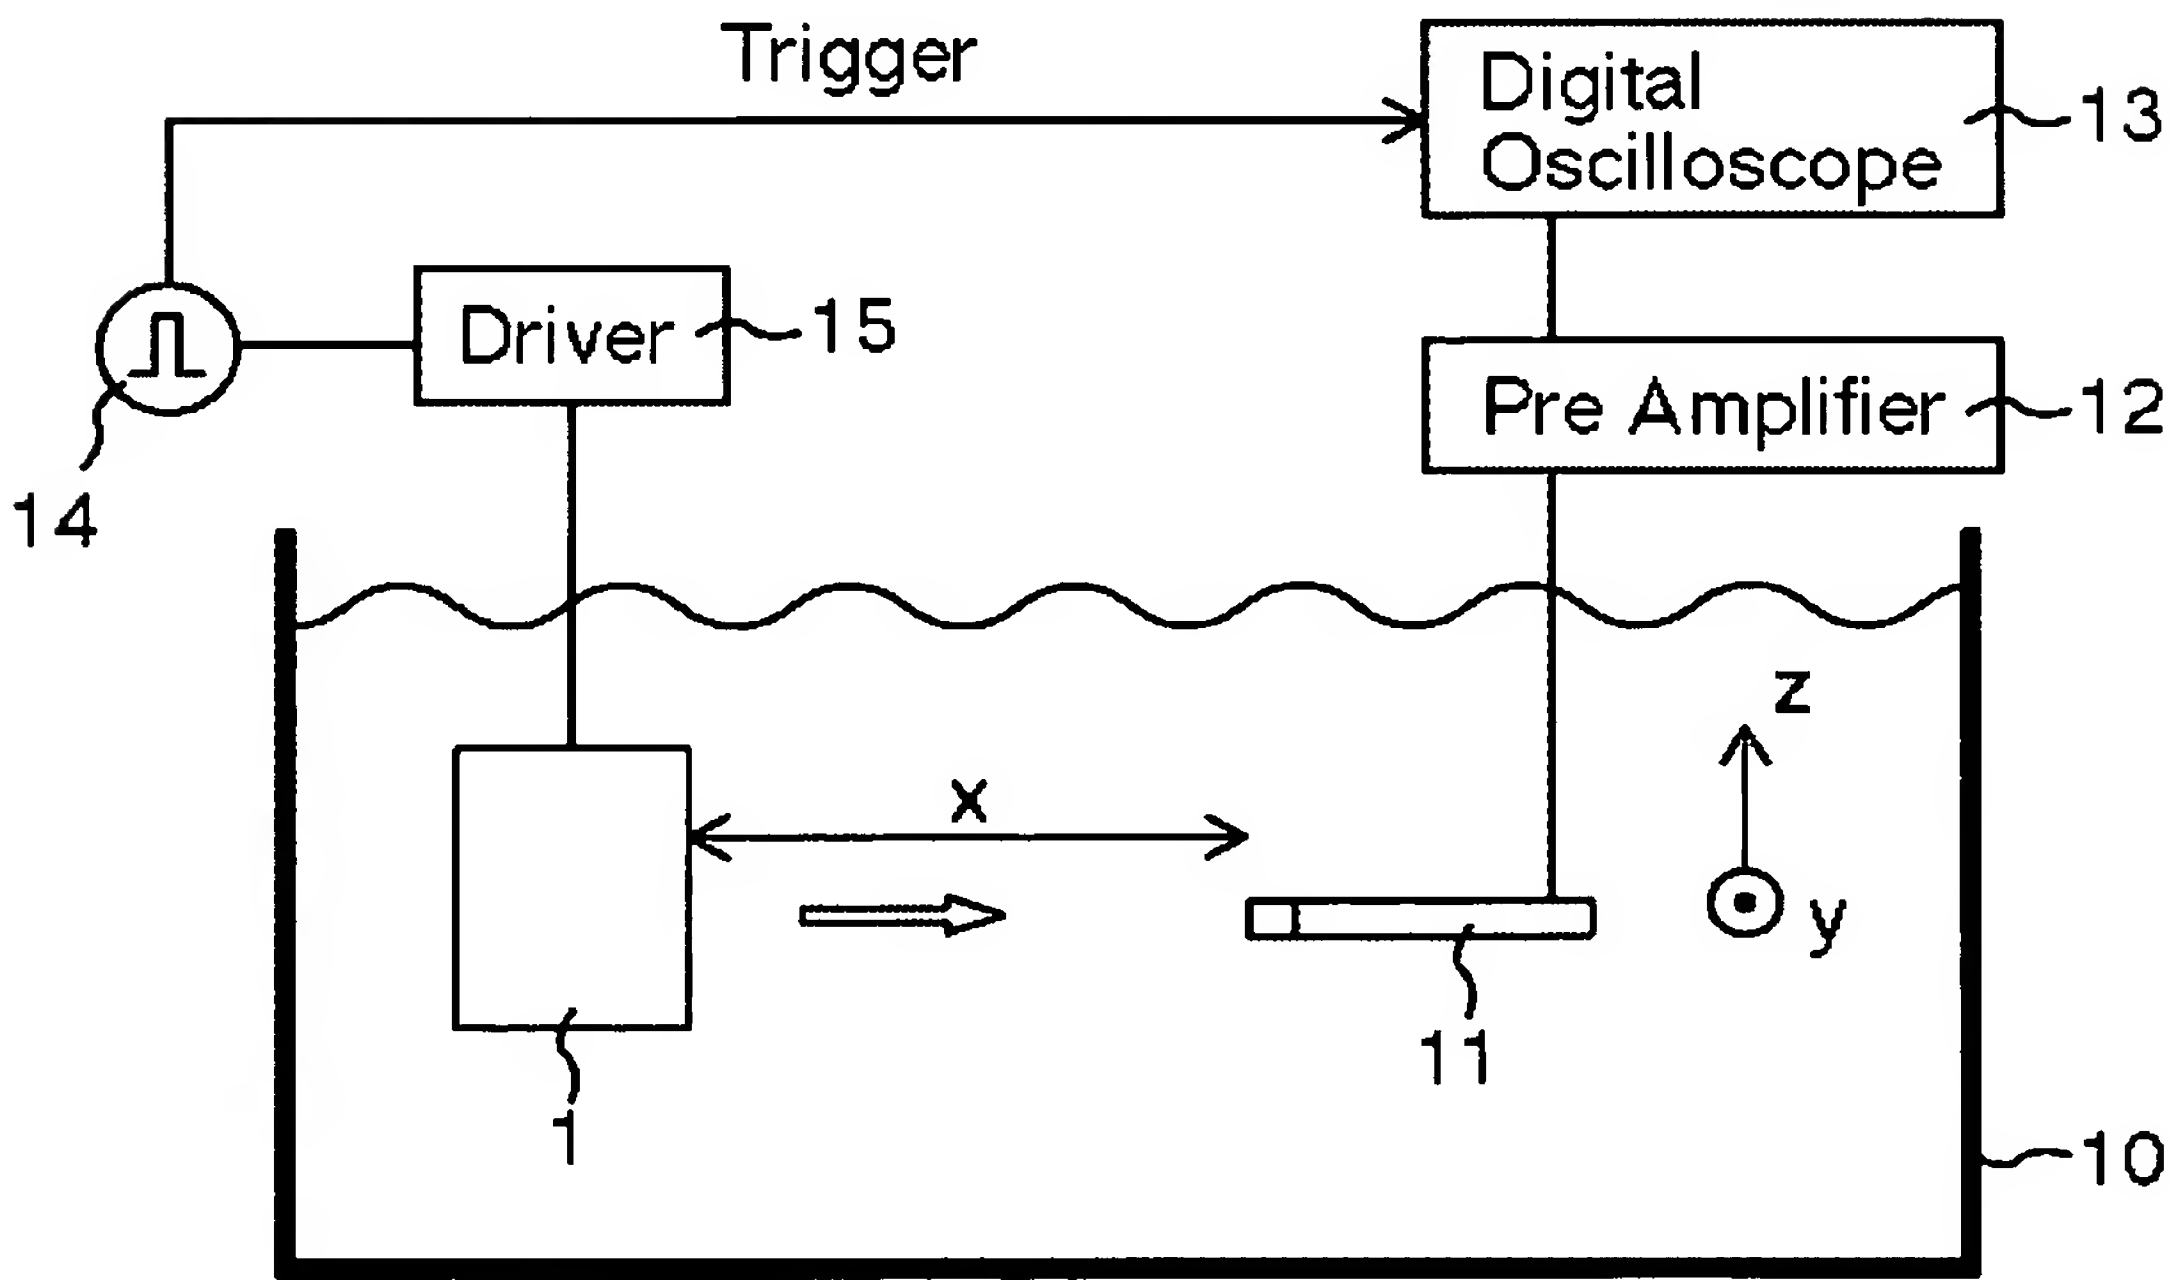 Trigger
Digital
Oscilloscope
13
Driver
15
Pre Amplifier
12
14
z
x
y
11
1
10